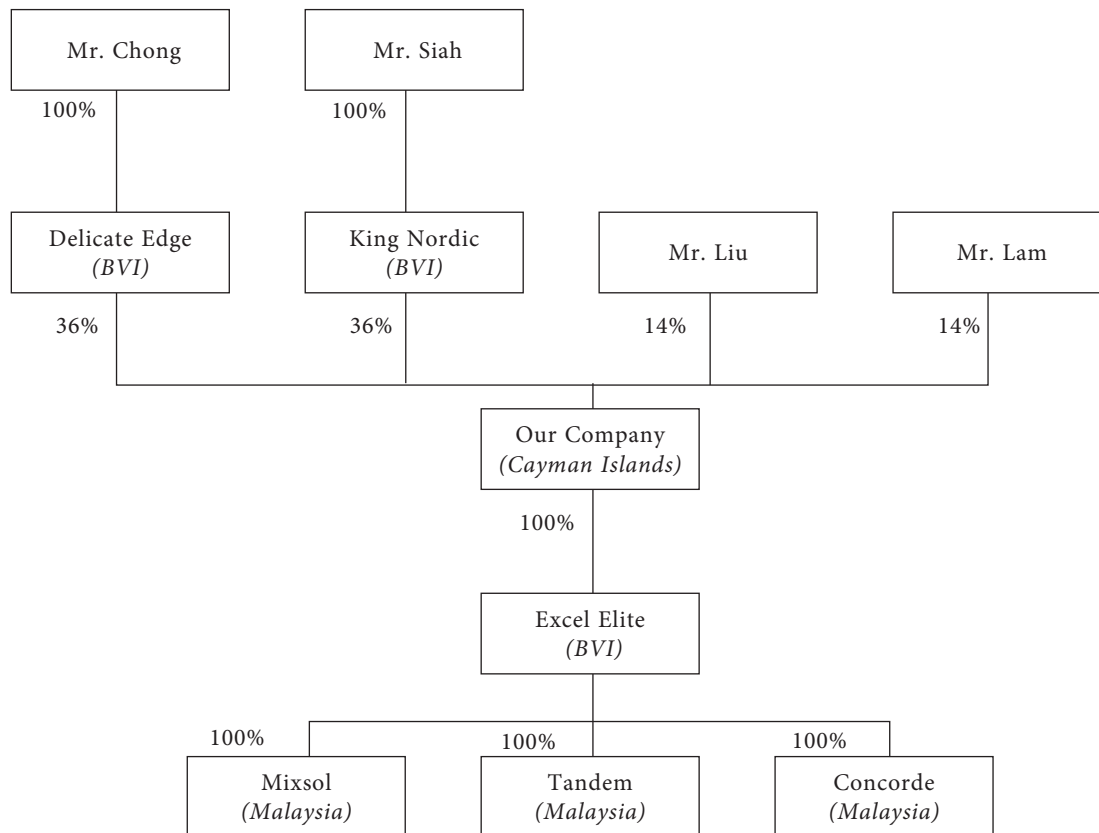 Mr. Chong
Mr. Siah
100%
100%
Delicate Edge
(BVI)
King Nordic
(BVI)
Mr. Liu
Mr. Lam
36%
36%
14%
14%
Our Company
(Cayman Islands)
100%
Excel Elite
(BVI)
100%
100%
100%
Mixsol
(Malaysia)
Tandem
(Malaysia)
Concorde
(Malaysia)